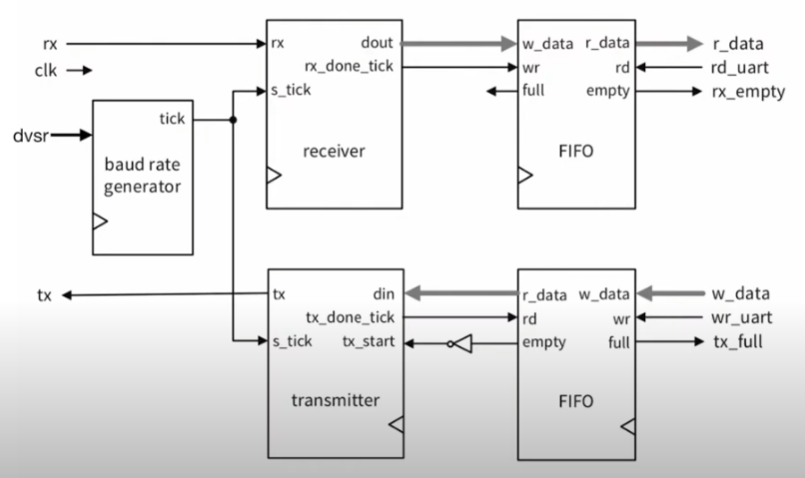 rx
clk
dvsr
tick
baud rate
generator
rx
dout
rx_done_tick
s_tick
receiver
w_data
r_data
wr
rd
full
empty
FIFO
r_data
rd_uart
rx_empty
tx
tx
din
tx_done_tick
s_tick
tx_start
transmitter
r_data
w_data
rd
wr
empty
full
FIFO
w_data
wr_uart
tx_full